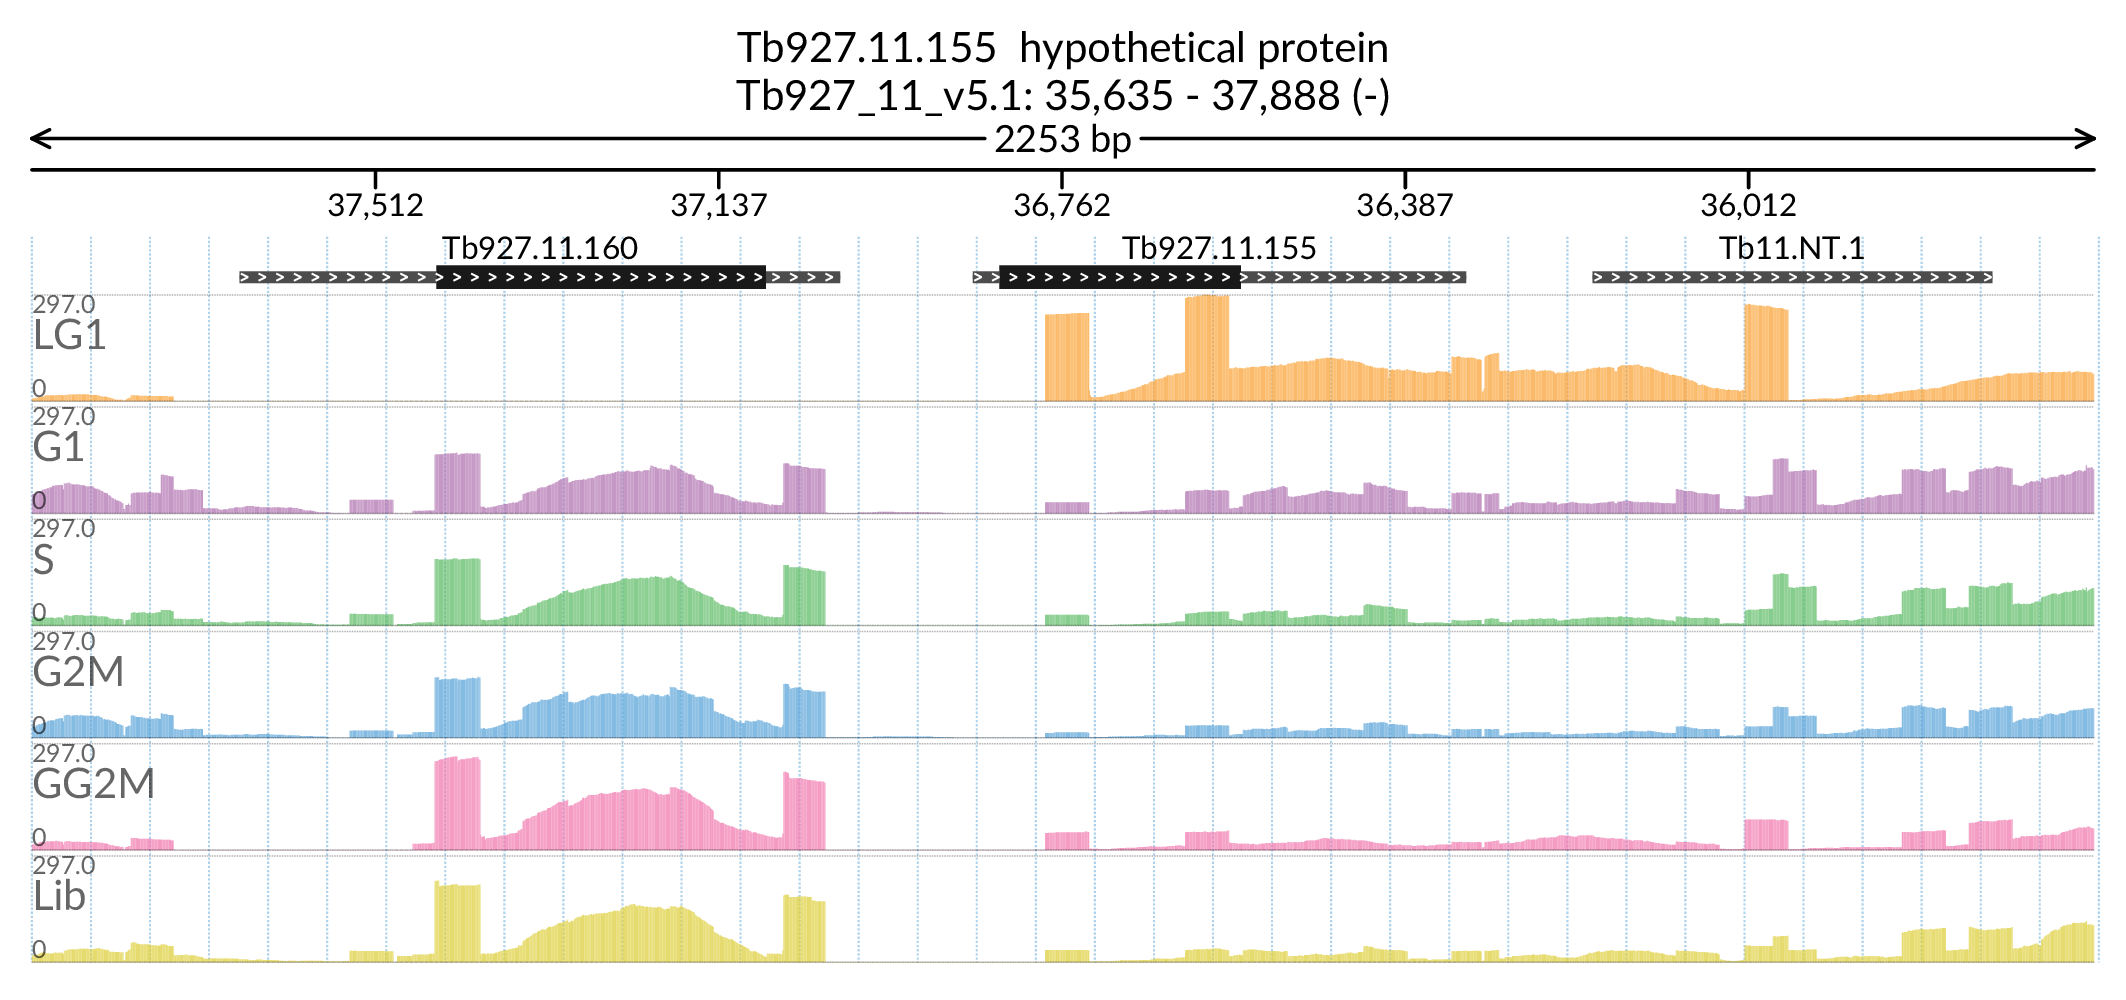 Tb927.11.155  hypothetical protein
Tb927_11_v5.1: 35,635 - 37,888 (-)
2253 bp
37,512 37,137 36,762 36,387 36,012
Tb927.11.160 Tb927.11.155 Tb11.NT.1
297.0
LG1
0
297.0
G1
0
297.0
S
0
297.0
G2M
0
297.0
GG2M
0
297.0
Lib
0